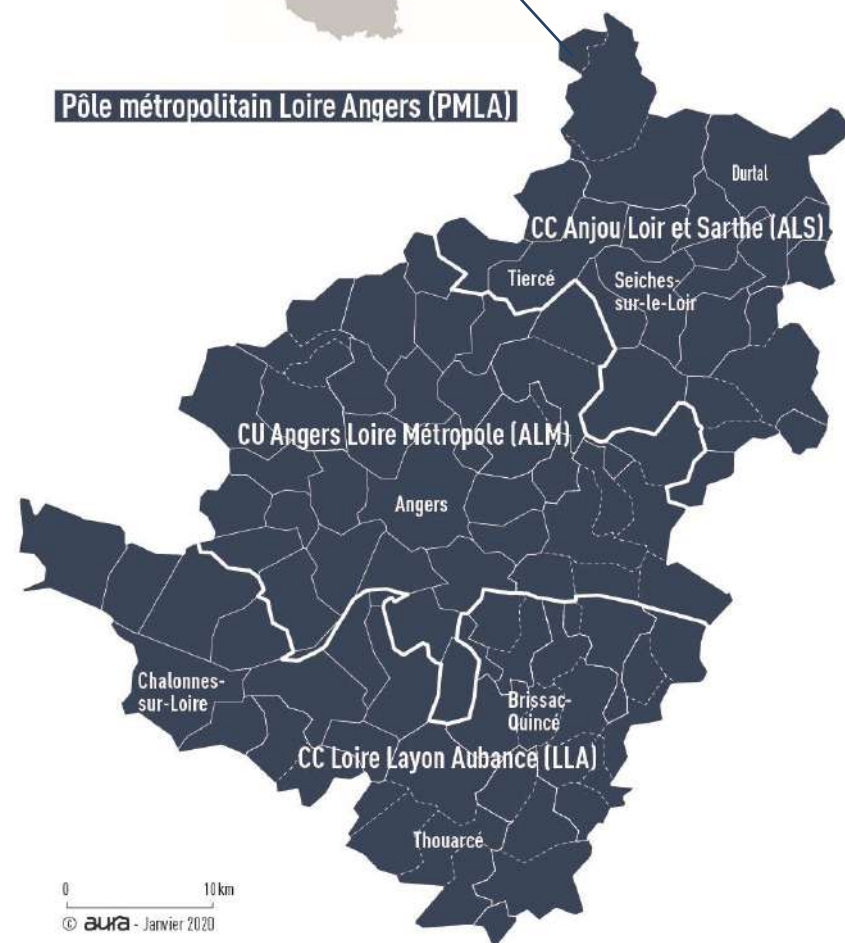 Pôle métropolitain Loire Angers (PMLA)
Durtal
CC Anjou Loir et Sarthe (ALS)
Tiercé
Seiches-
sur-le-Loir
CU Angers Loire Métropole (ALM)
Angers
Chalonnes-
sur-Loire
Brissac-
Quincé
CC Loire Layon Aubance (LLA)
Thouarcé
0 10 km
© aura - Janvier 2020